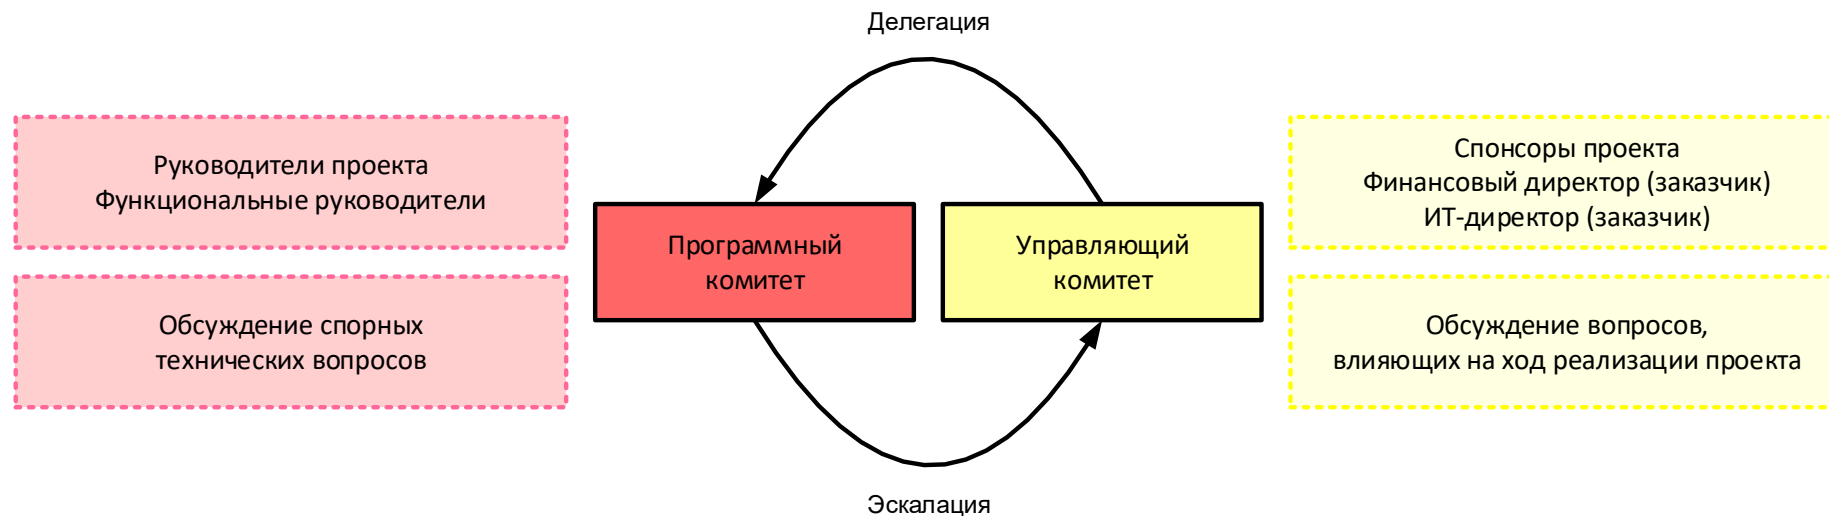 Делегация
Руководители проекта
Функциональные руководители
Обсуждение спорных
технических вопросов
Программный
комитет
Управляющий
комитет
Спонсоры проекта
Финансовый директор (заказчик)
ИТ-директор (заказчик)
Обсуждение вопросов,
влияющих на ход реализации проекта
Эскалация